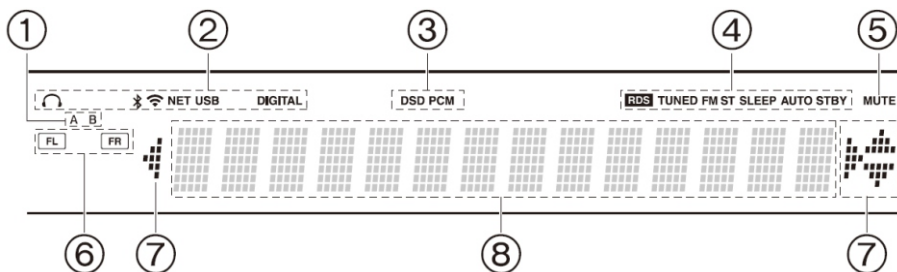 ① ② ③ ④ ⑤
NET USB DIGITAL DSD PCM RDS TUNED FM ST SLEEP AUTO STBY MUTE
A B
FL FR
⑥ ⑦ ⑧ ⑦